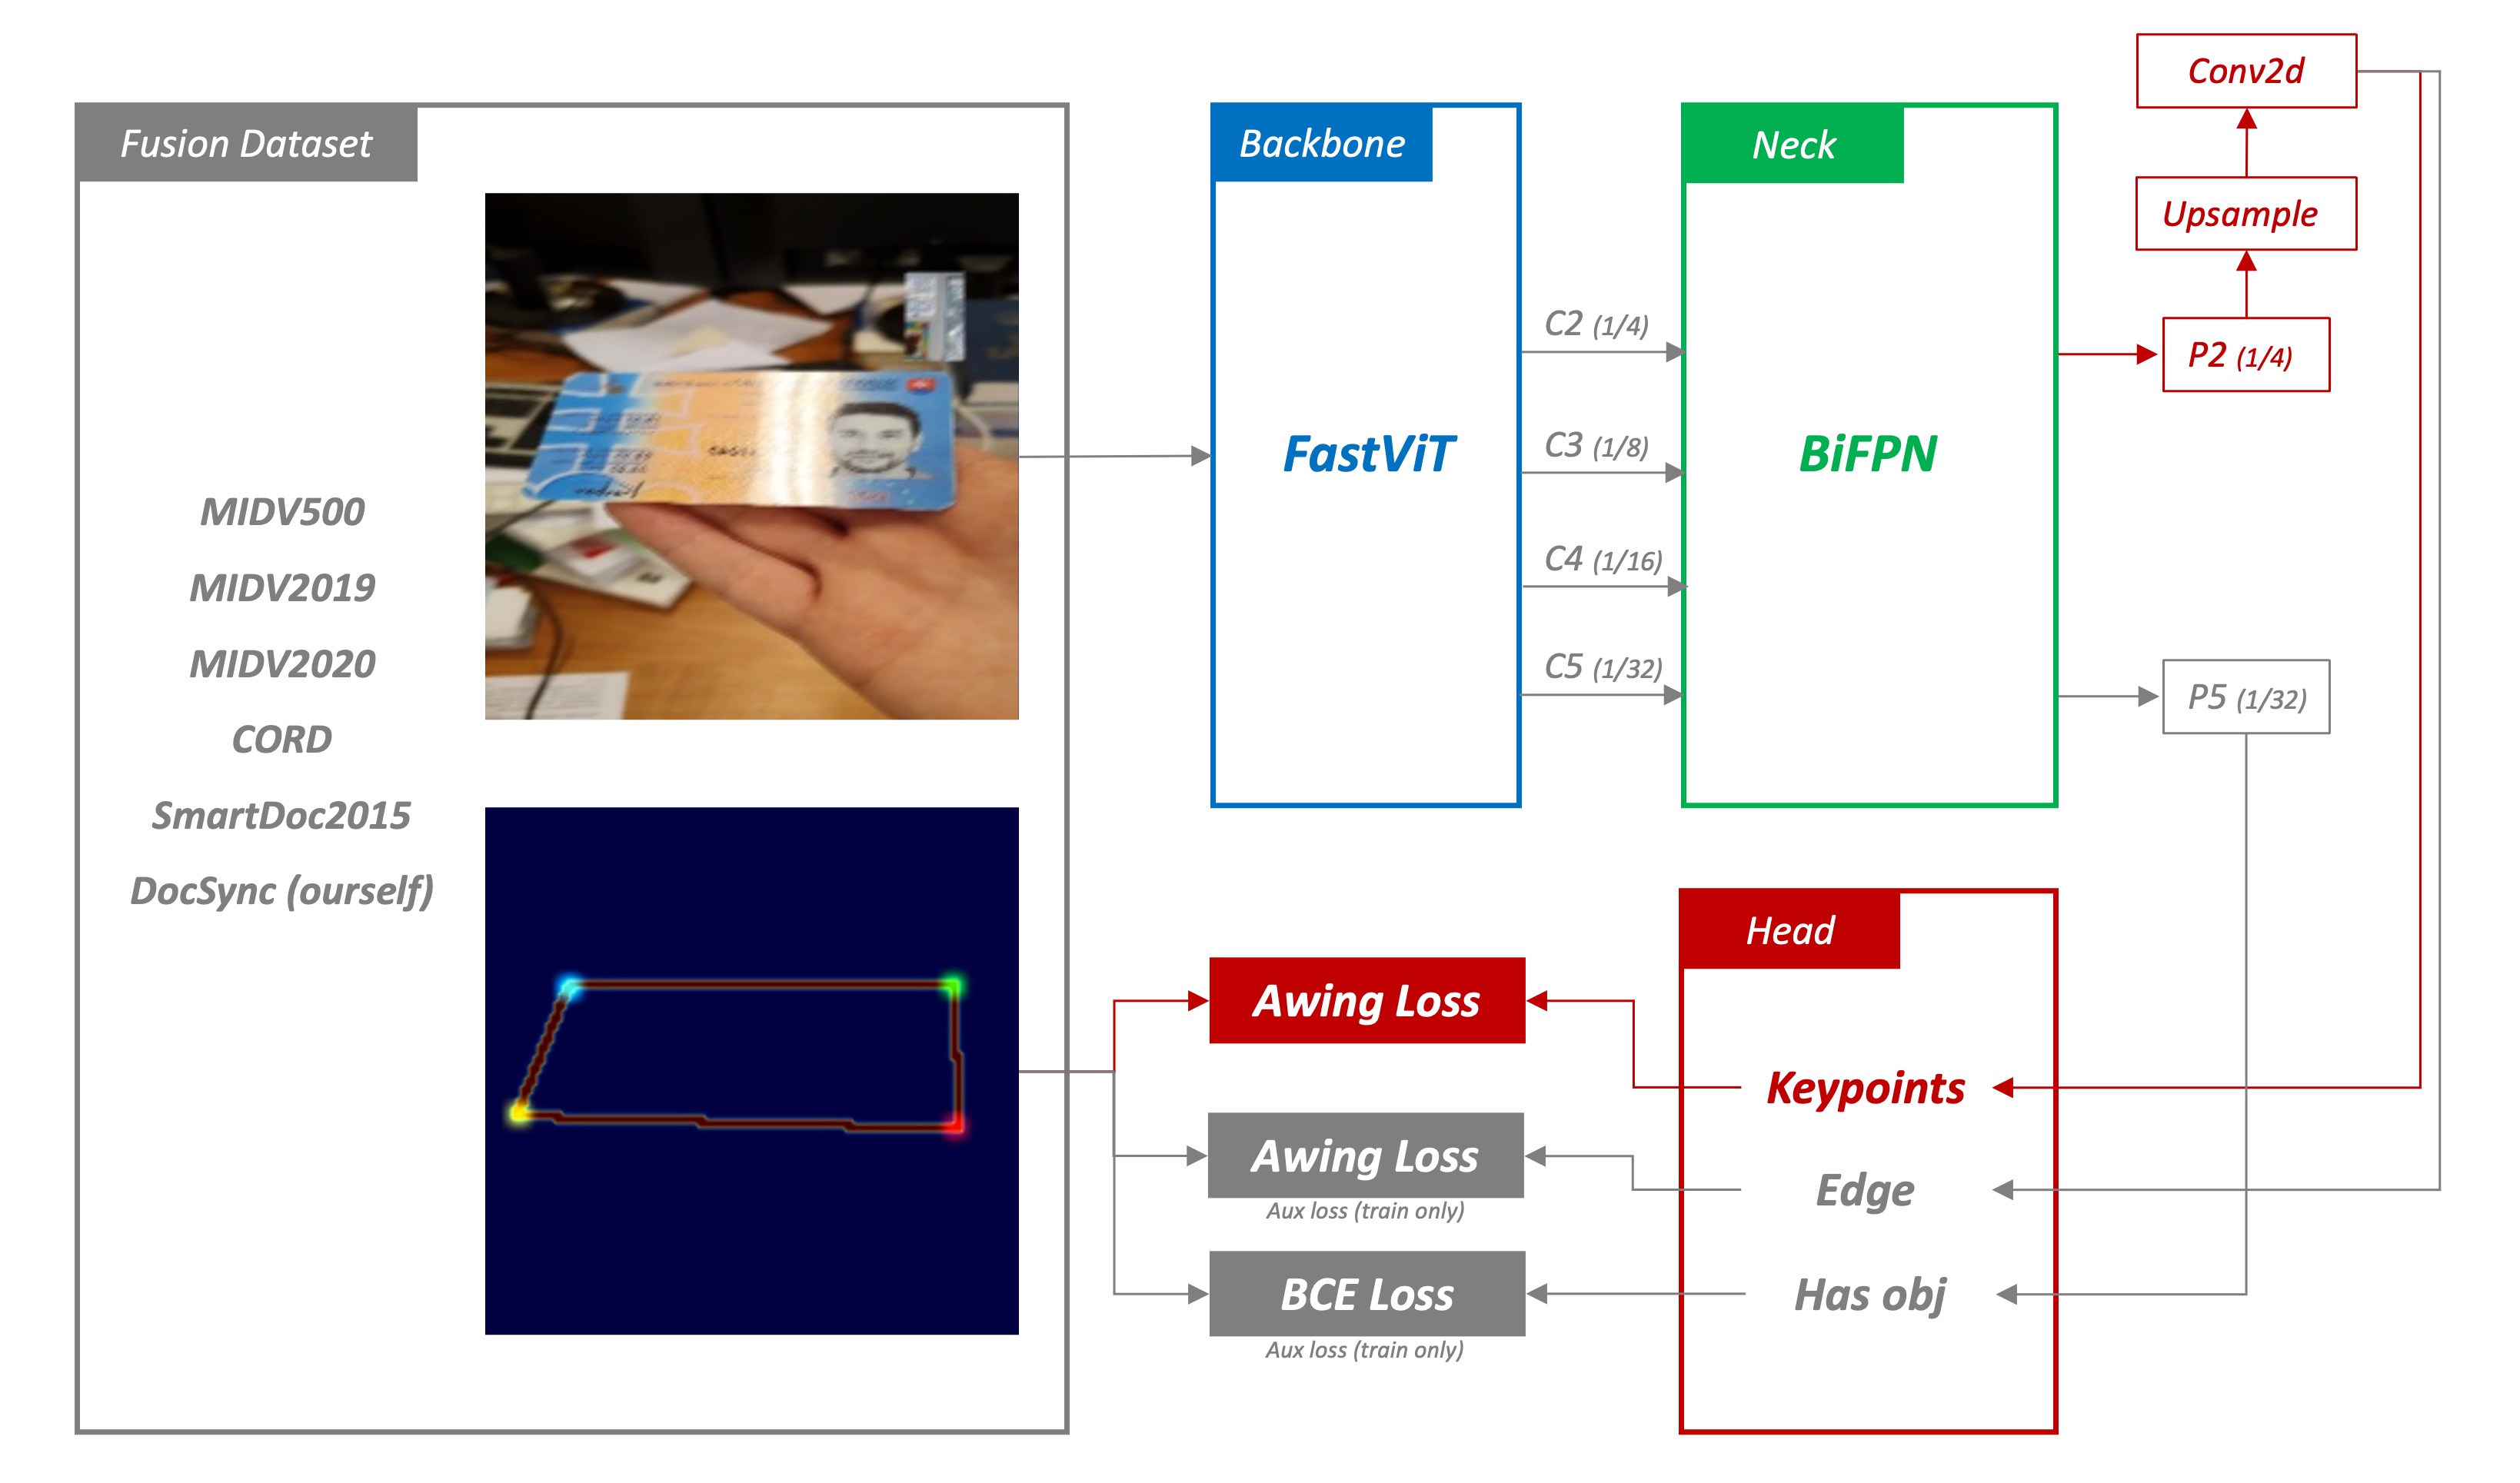 Fusion Dataset
MIDV500
MIDV2019
MIDV2020
CORD
SmartDoc2015
DocSync (ourself)
Backbone
FastViT
C2 (1/4)
C3 (1/8)
C4 (1/16)
C5 (1/32)
Neck
BiFPN
Conv2d
Upsample
P2 (1/4)
P5 (1/32)
Head
Keypoints
Edge
Has obj
Awing Loss
Awing Loss
Aux loss (train only)
BCE Loss
Aux loss (train only)